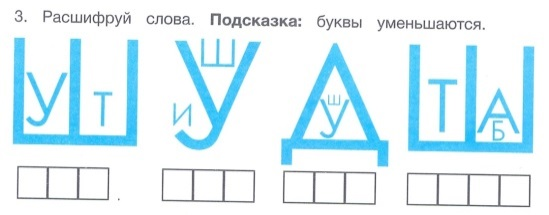 3. Расшифруй слова. Подсказка: буквы уменьшаются.
Ш У Т У Ш И Д У Ш Ш Т А Б